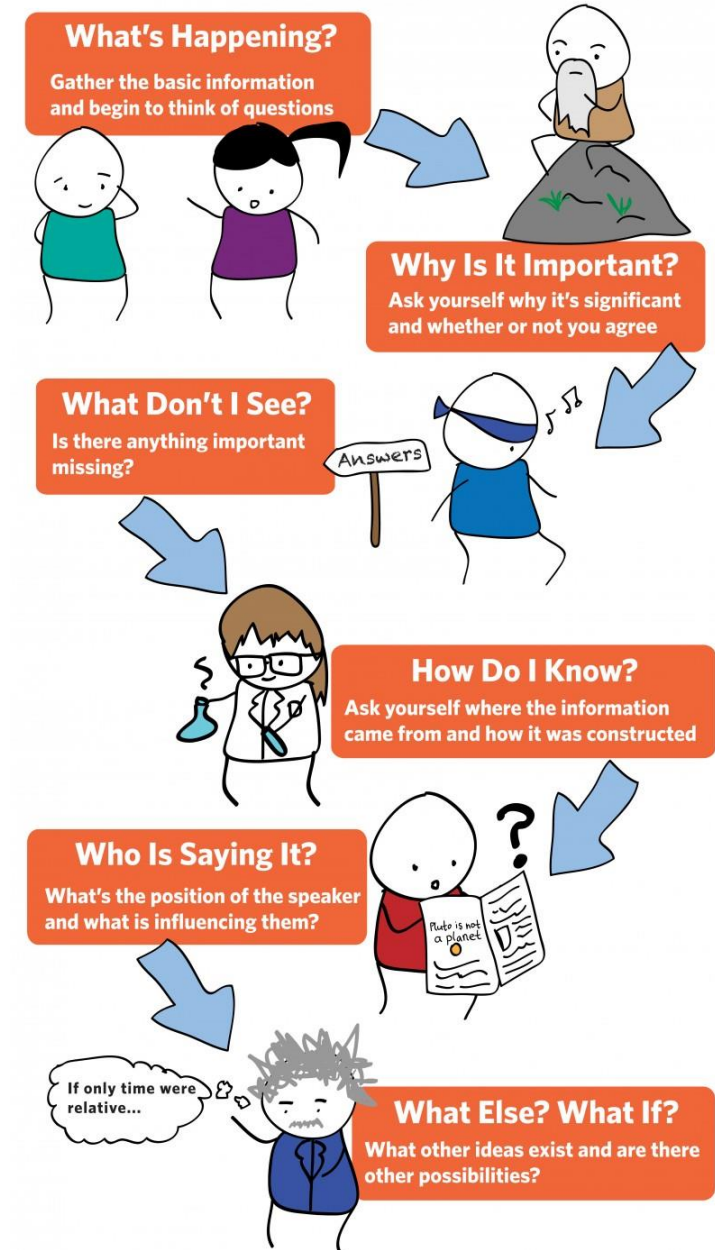 What's Happening?
Gather the basic information
and begin to think of questions
Why Is It Important?
Ask yourself why it's significant
and whether or not you agree
What Don't I See?
Is there anything important
missing?
Answers
How Do I Know?
Ask yourself where the information
came from and how it was constructed
Who Is Saying It?
What's the position of the speaker
and what is influencing them?
?
Pluto is not
a planet
If only time were
relative...
What Else? What If?
What other ideas exist and are there
other possibilities?